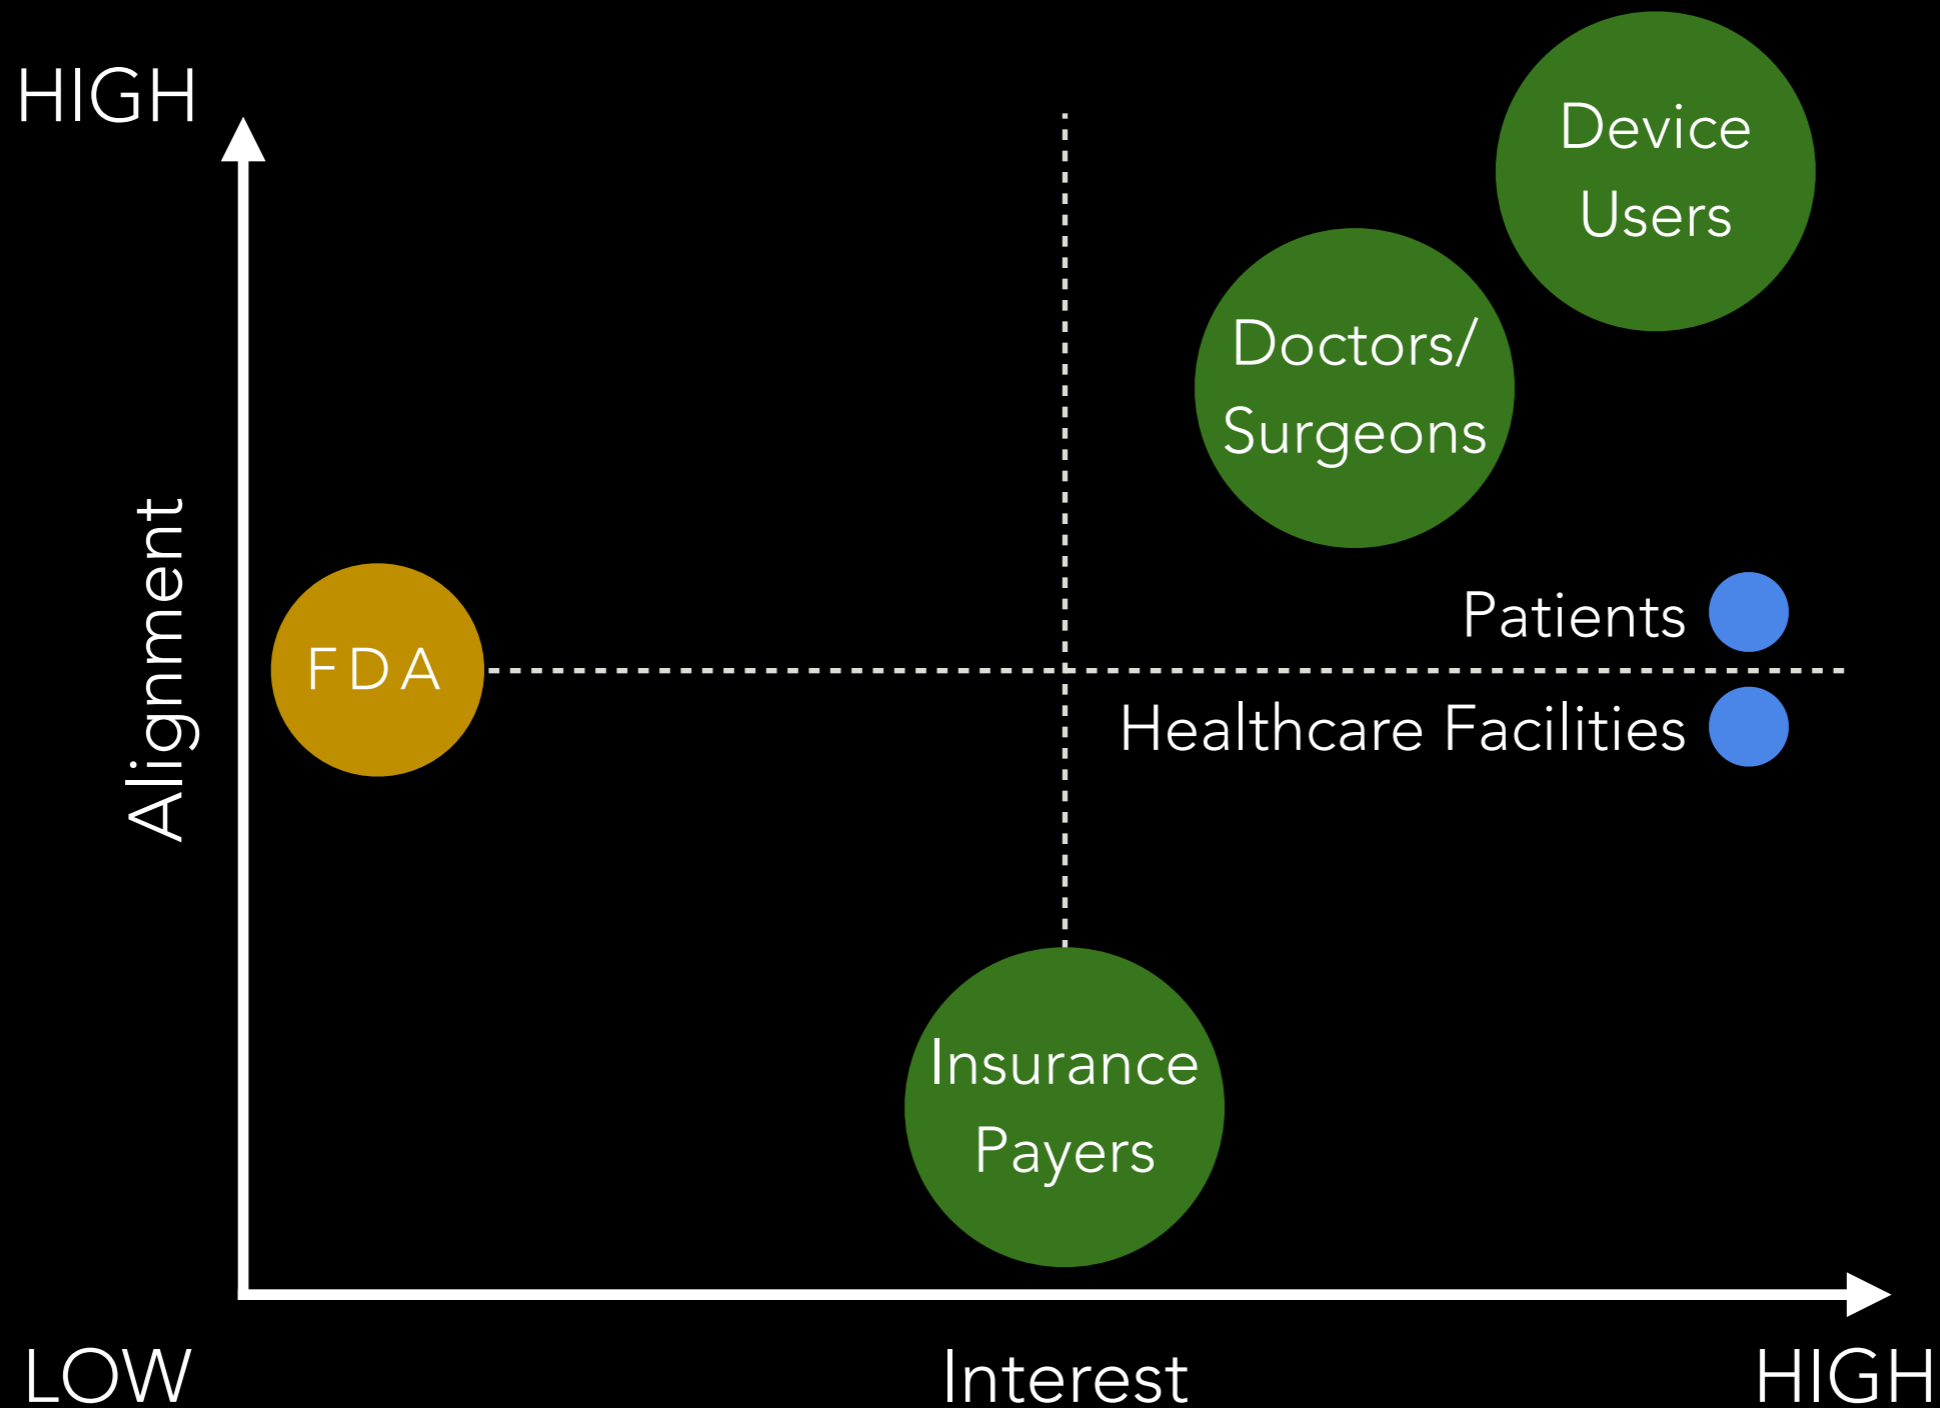 HIGH
Device
Users
Doctors/
Surgeons
Alignment
Patients
FDA
Healthcare Facilities
Insurance
Payers
LOW
Interest
HIGH